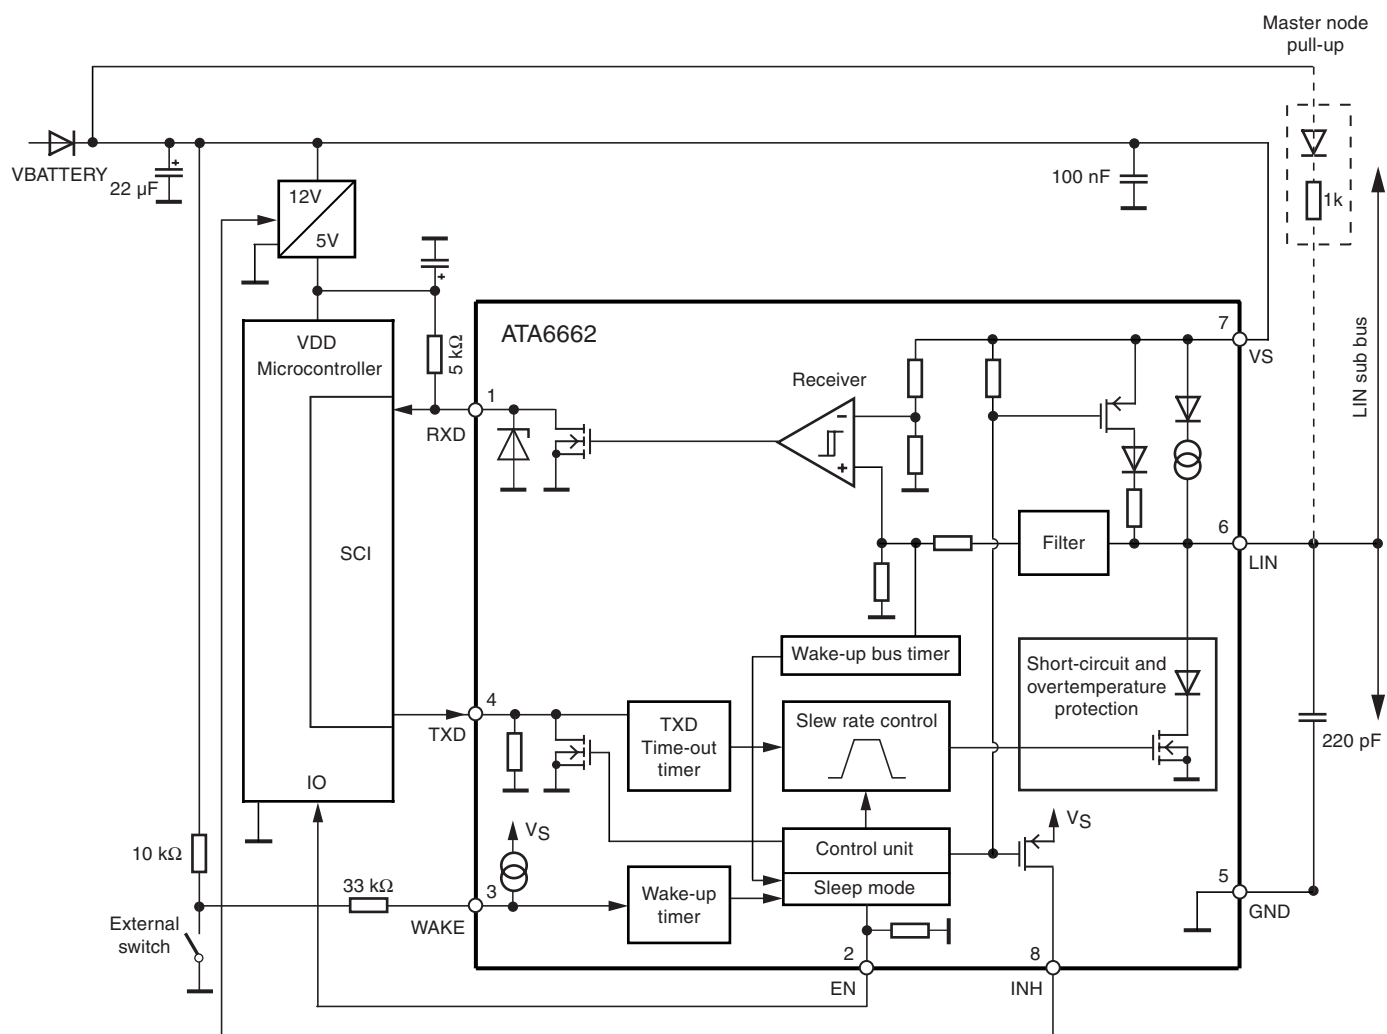 Master node
pull-up
VBATTERY
22 µF
+
12V
5V
+
100 nF
1k
LIN sub bus
ATA6662
7
VS
VDD
Microcontroller
5 kΩ
Receiver
-
+
1
RXD
SCI
Filter
6
LIN
Wake-up bus timer
Short-circuit and
overtemperature
protection
4
TXD
TXD
Time-out
timer
Slew rate control
220 pF
IO
VS
VS
Control unit
Sleep mode
10 kΩ
33 kΩ
3
WAKE
Wake-up
timer
5
GND
External
switch
2
EN
8
INH